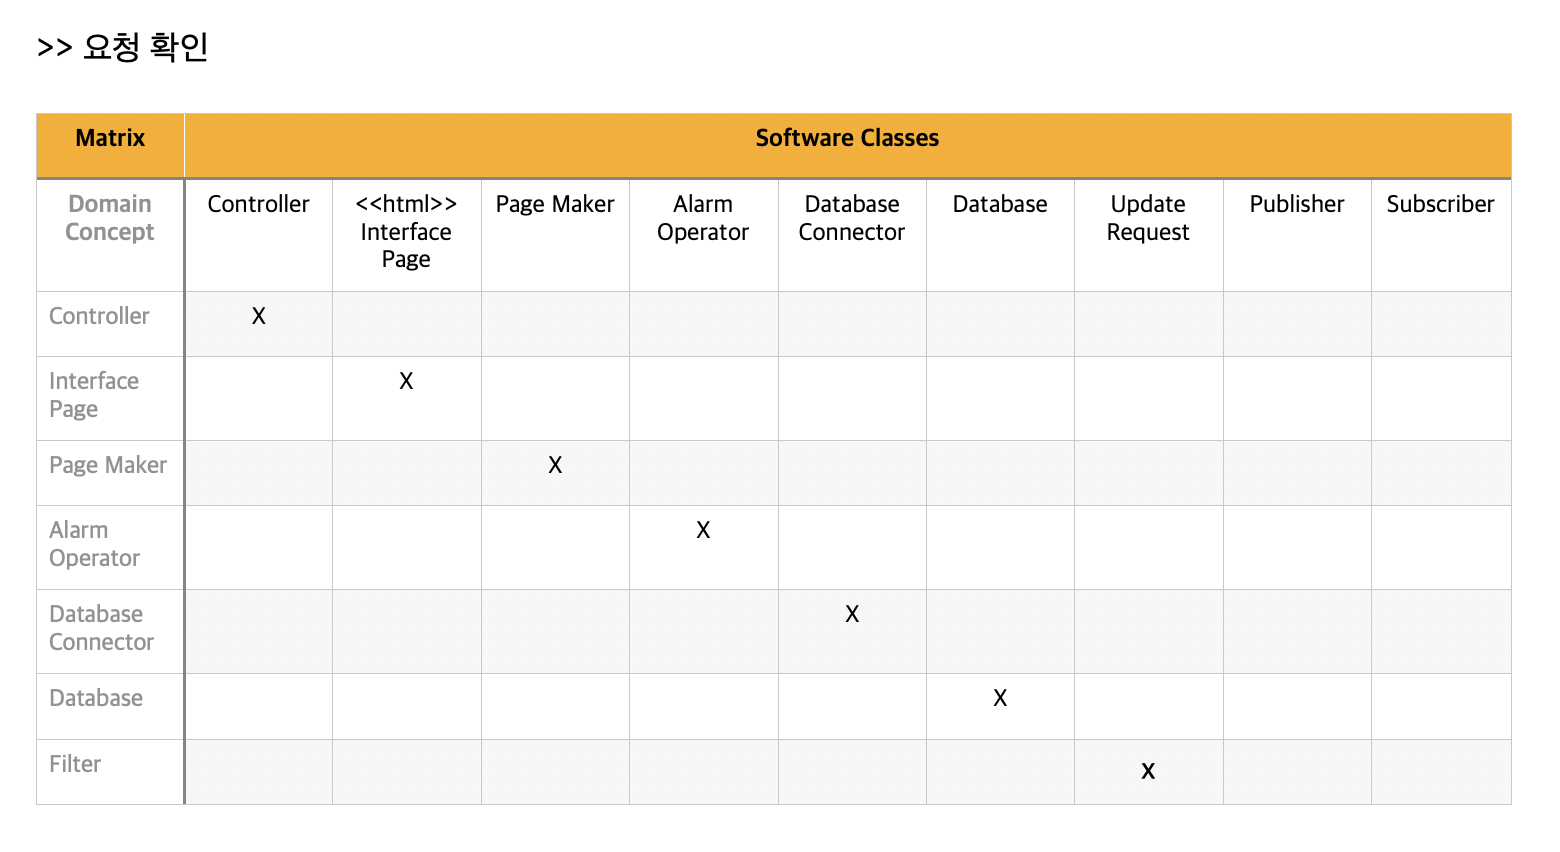 >> 요청 확인
Matrix
Software Classes
Domain
Concept
Controller
<<html>>
Interface
Page
Page Maker
Alarm
Operator
Database
Connector
Database
Update
Request
Publisher
Subscriber
Controller
X
Interface
Page
X
Page Maker
X
Alarm
Operator
X
Database
Connector
X
Database
X
Filter
x